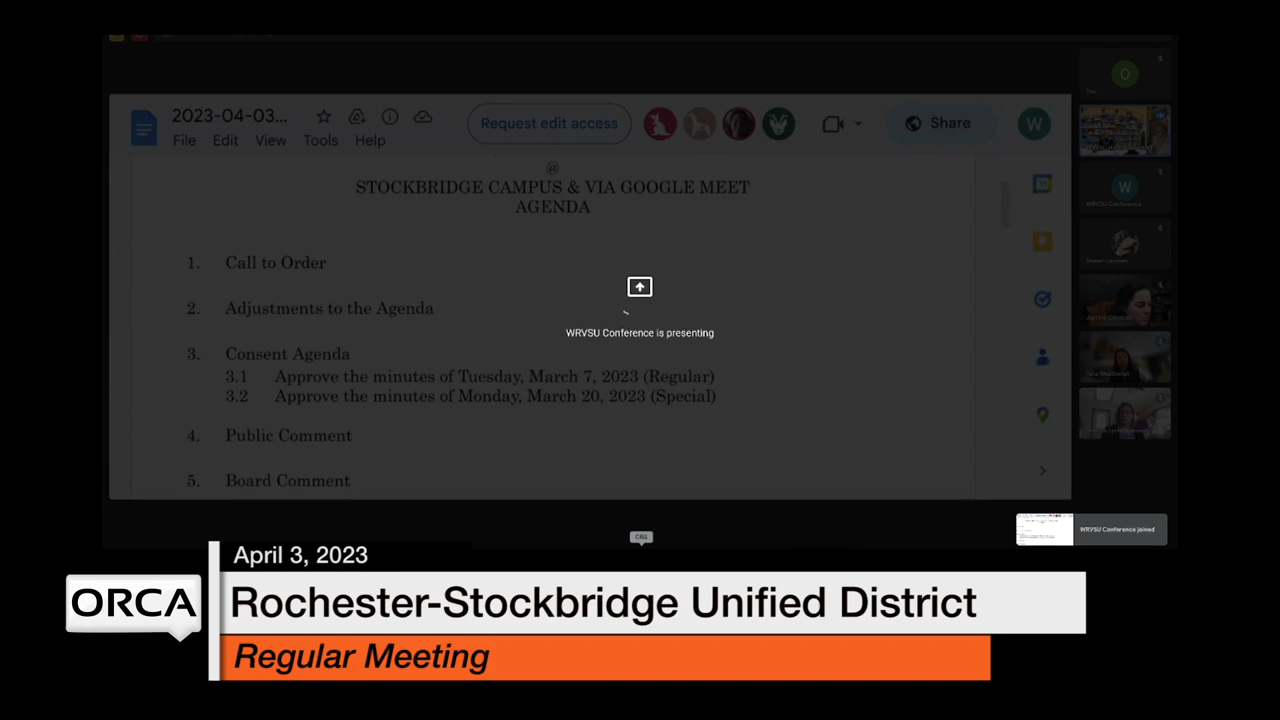 2023-04-03...
File Edit View Tools Help
Request edit access
Share
W
@
STOCKBRIDGE CAMPUS & VIA GOOGLE MEET
AGENDA
1. Call to Order
2. Adjustments to the Agenda
3. Consent Agenda
3.1 Approve the minutes of Tuesday, March 7, 2023 (Regular)
3.2 Approve the minutes of Monday, March 20, 2023 (Special)
4. Public Comment
5. Board Comment
WRVSU Conference is presenting
O
You
W
WRVSU Conference
WRVSU Conference joined
April 3, 2023
ORCA
Rochester-Stockbridge Unified District
Regular Meeting